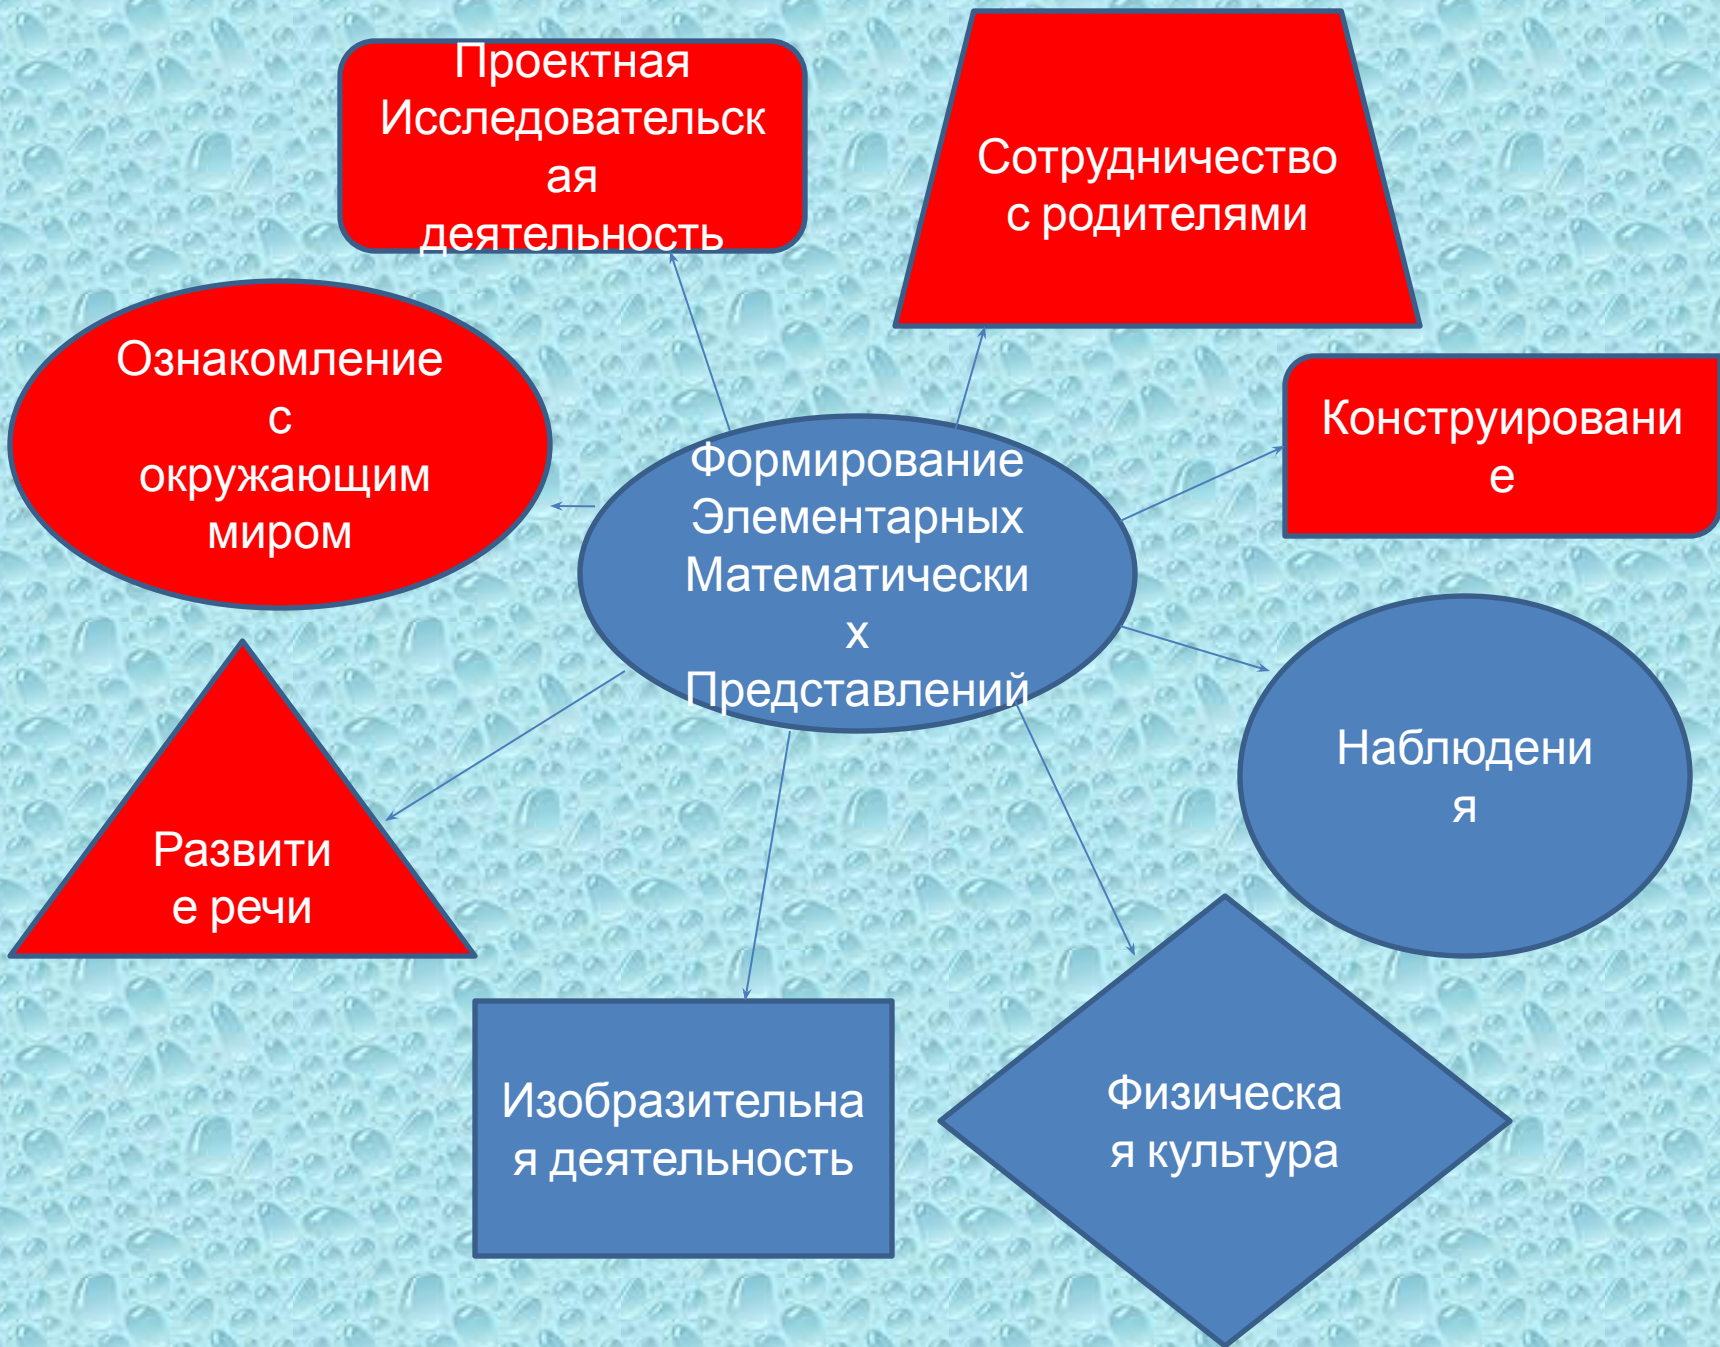 Проектная
Исследовательск
ая
деятельность
Сотрудничество
с родителями
Ознакомление
с
окружающим
миром
Конструировани
е
Формирование
Элементарных
Математически
х
Представлений
Наблюдени
я
Развити
е речи
Изобразительна
я деятельность
Физическа
я культура